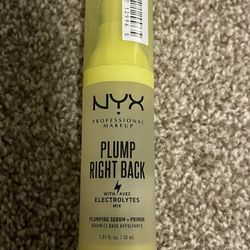 NYX
PROFESSIONAL
MAKEUP
PLUMP
RIGHT BACK
WITH AVEC
ELECTROLYTES
MIX
PLUMPING SERUM + PRIMER
SÉRUM ET BASE REPULPANTS
1.01 fl. oz. / 30 ml